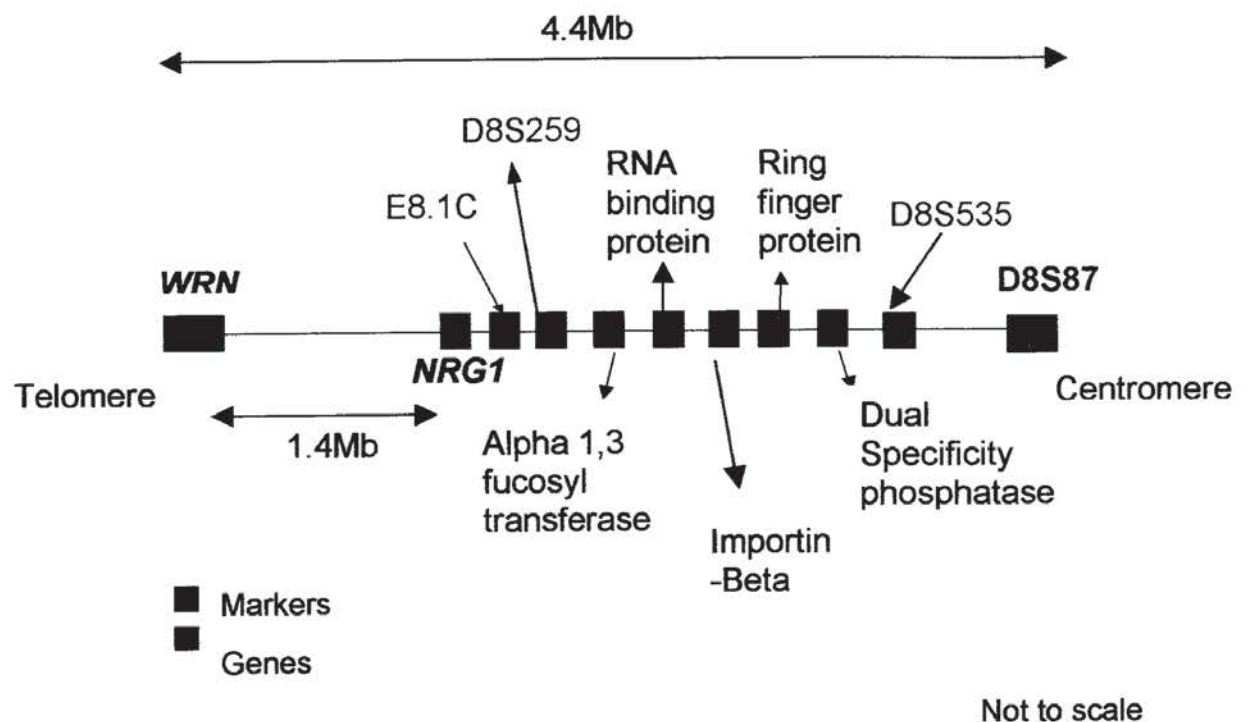 4.4Mb
D8S259
RNA
binding
protein
Ring
finger
protein
E8.1C
D8S535
WRN
D8S87
NRG1
Telomere
Centromere
1.4Mb
Alpha 1,3
fucosyl
transferase
Dual
Specificity
phosphatase
Importin
-Beta
Markers
Genes
Not to scale